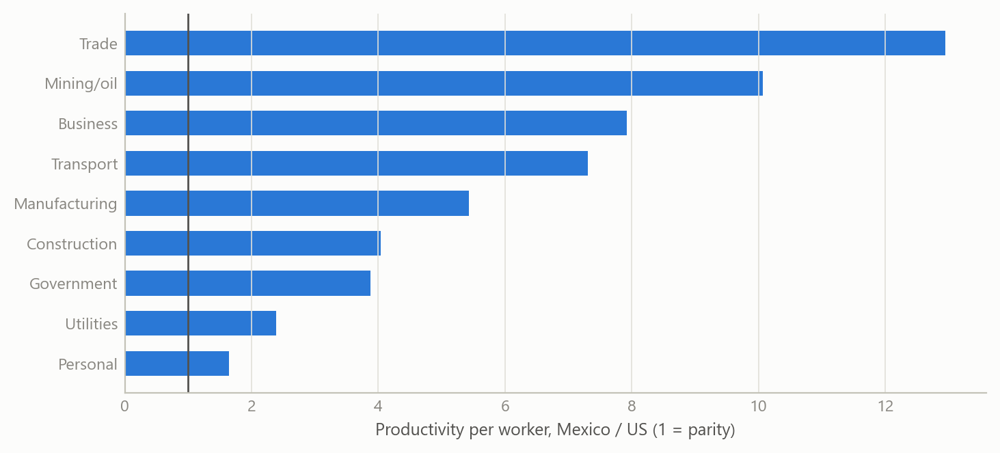 Trade
Mining/oil
Business
Transport
Manufacturing
Construction
Government
Utilities
Personal
0 2 4 6 8 10 12
Productivity per worker, Mexico / US (1 = parity)